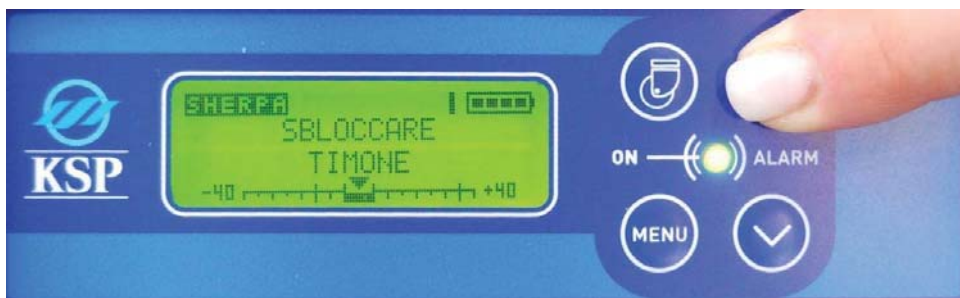 KSP
SHERPA
SBLOCCARE
TIMONE
-40 +40
ON ALARM
MENU